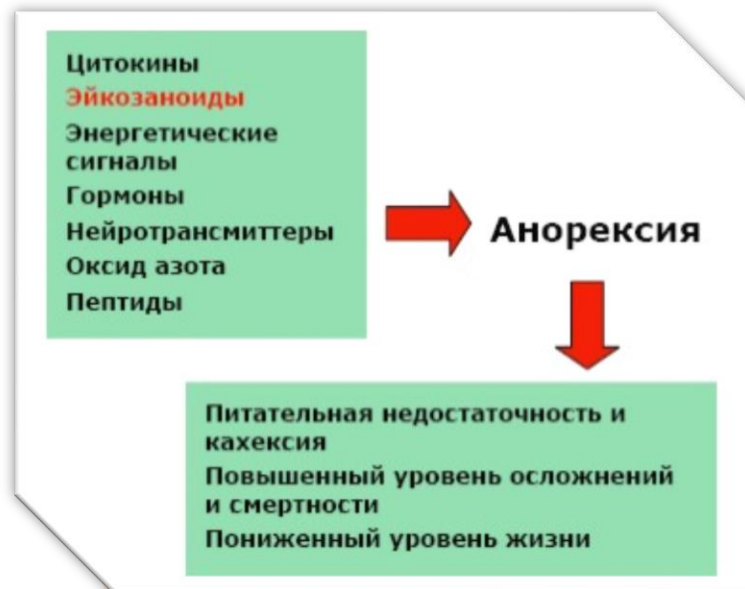 Цитокины
Эйкозаноиды
Энергетические
сигналы
Гормоны
Нейротрансмиттеры
Оксид азота
Пептиды
Анорексия
Питательная недостаточность и
кахексия
Повышенный уровень осложнений
и смертности
Пониженный уровень жизни